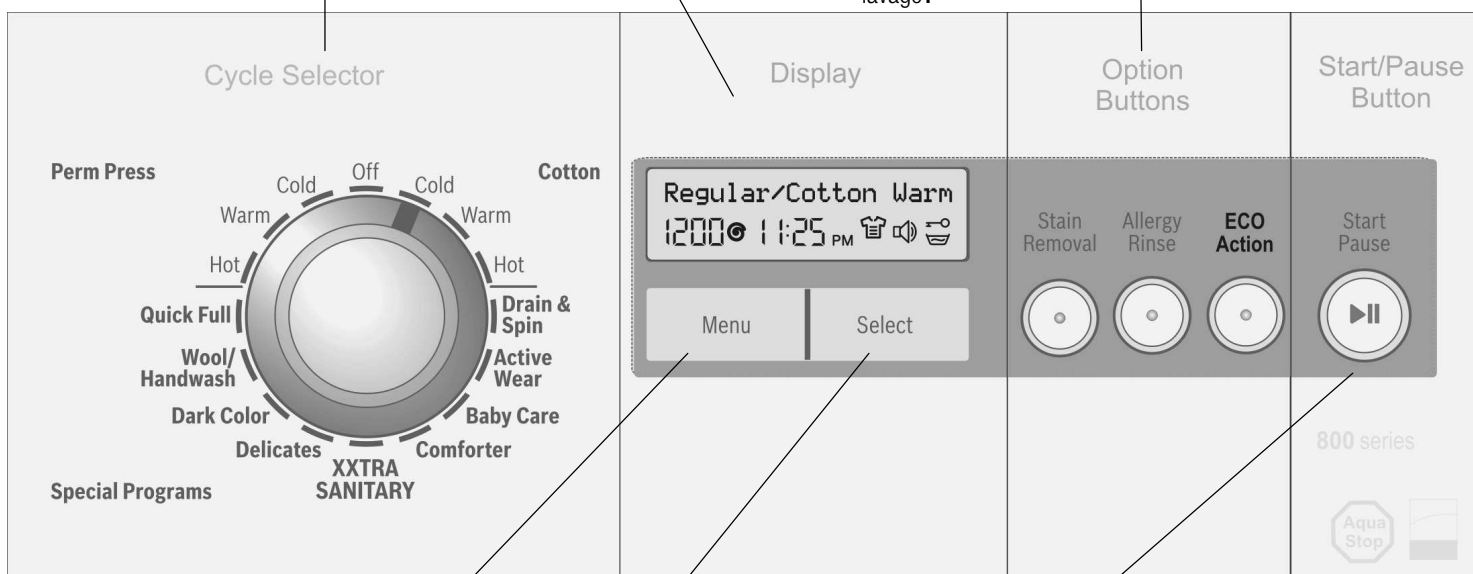 lavage.
Cycle Selector
Display
Option
Buttons
Start/Pause
Button
Perm Press
Cotton
Off
Cold
Cold
Warm
Warm
Hot
Hot
Quick Full
Drain &
Spin
Wool/
Handwash
Active
Wear
Dark Color
Baby Care
Delicates
Comforter
XXTRA
SANITARY
Special Programs
Regular/Cotton Warm
1200 11:25 PM
Menu
Select
Stain
Removal
Allergy
Rinse
ECO
Action
Start
Pause
800 series
Aqua
Stop